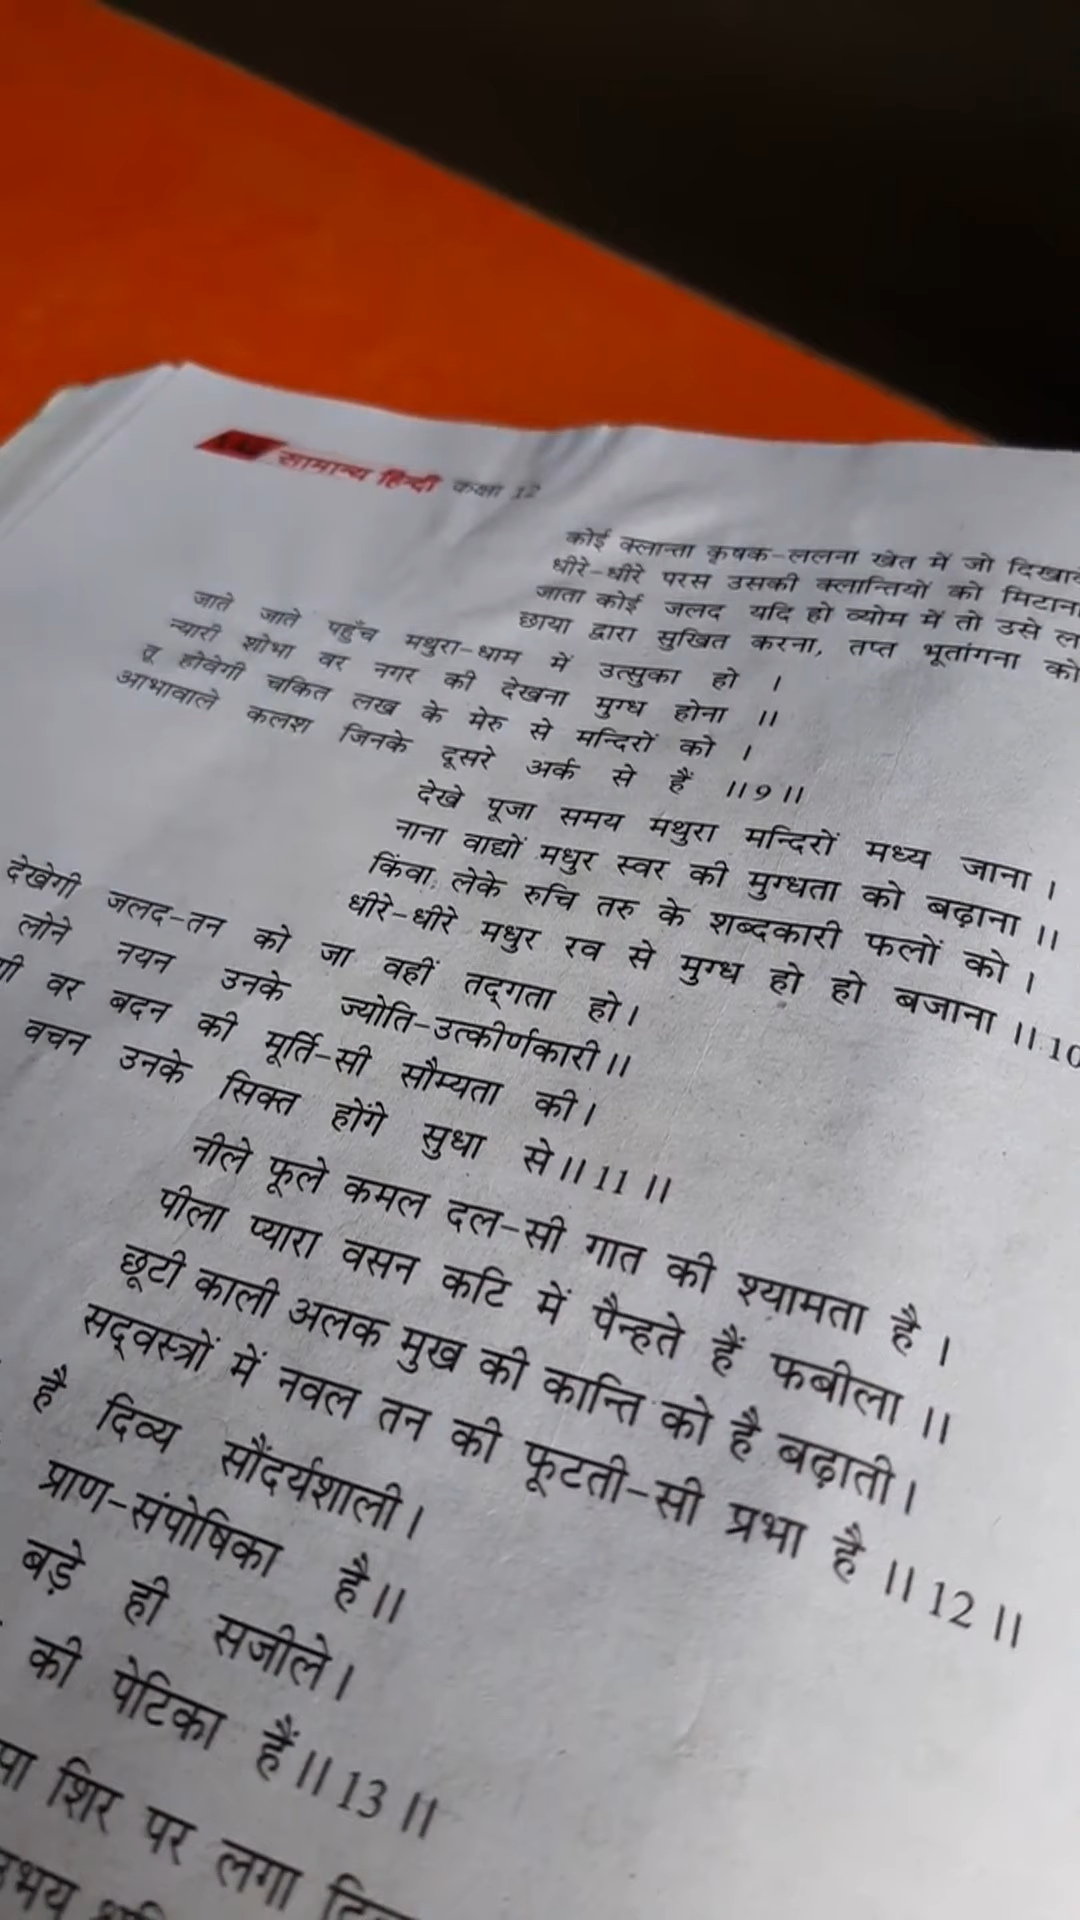 सामान्य हिन्दी कक्षा 12
कोई क्लान्ता कृषक-ललना खेत में जो
धीरे-धीरे परस उसकी क्लान्तियों को
जाता कोई जलद यदि हो व्योम में तो उसे
छाया द्वारा सुखित करना, तप्त भूतांगना को
जाते जाते पहुँच मथुरा-धाम में उत्सुका हो ।
न्यारी शोभा वर नगर की देखना मुग्ध होना ॥
तू होवेगी चकित लख के मेरु से मन्दिरों को ।
आभावाले कलश जिनके दूसरे अर्क से हैं ॥9॥
देखे पूजा समय मथुरा मन्दिरों मध्य जाना ।
नाना वाद्यों मधुर स्वर की मुग्धता को बढ़ाना ॥
किंवा लेके रुचि तरु के शब्दकारी फलों को ।
धीरे-धीरे मधुर रव से मुग्ध हो हो बजाना ॥10
देखेगी जलद-तन को जा वहीं तद्गता हो।
लोने नयन उनके ज्योति-उत्कीर्णकारी॥
वर बदन की मूर्ति-सी सौम्यता की।
वचन उनके सिक्त होंगे सुधा से॥11॥
नीले फूले कमल दल-सी गात की श्यामता है ।
पीला प्यारा वसन कटि में पैन्हते हैं फबीला ॥
छूटी काली अलक मुख की कान्ति को है बढ़ाती।
सद्वस्त्रों में नवल तन की फूटती-सी प्रभा है ॥12॥
है दिव्य सौंदर्यशाली।
प्राण-संपोषिका है॥
बड़े ही सजीले।
की पेटिका हैं॥13॥
शिर पर लगा